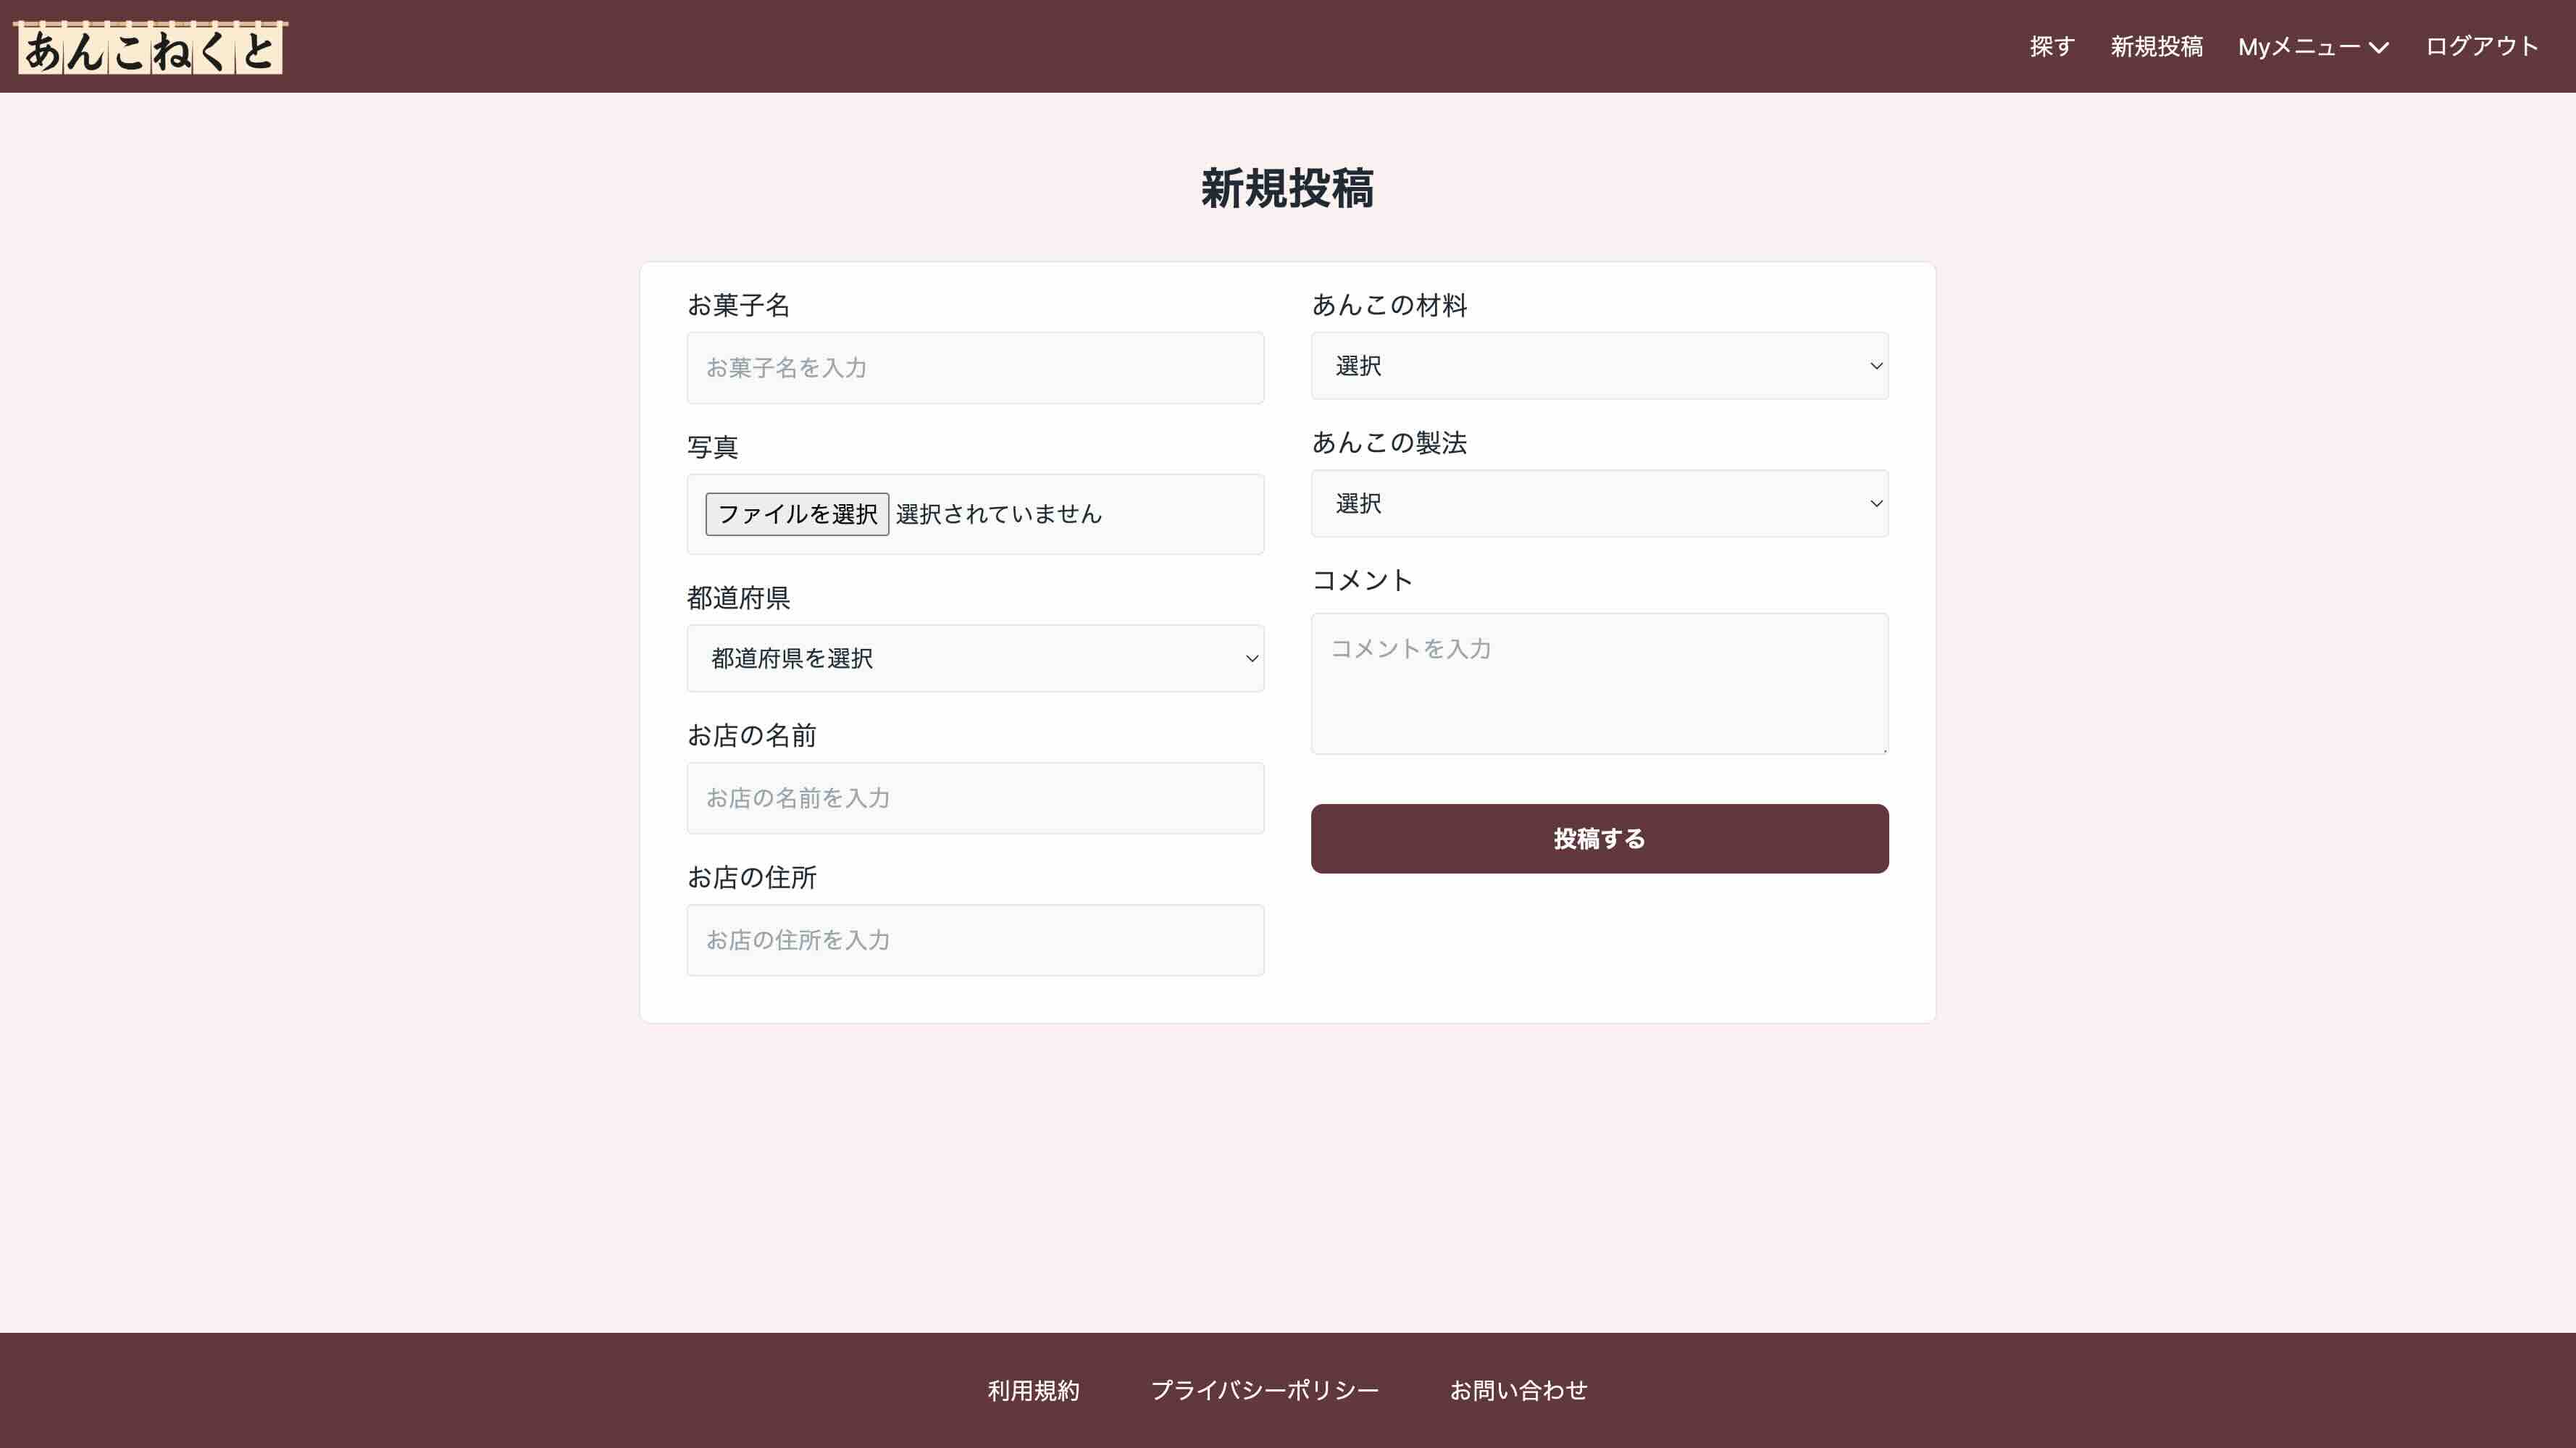 あんこねくと
探す 新規投稿 Myメニュー ログアウト
新規投稿
お菓子名
お菓子名を入力
写真
ファイルを選択 選択されていません
都道府県
都道府県を選択
お店の名前
お店の名前を入力
お店の住所
お店の住所を入力
あんこの材料
選択
あんこの製法
選択
コメント
コメントを入力
投稿する
利用規約 プライバシーポリシー お問い合わせ